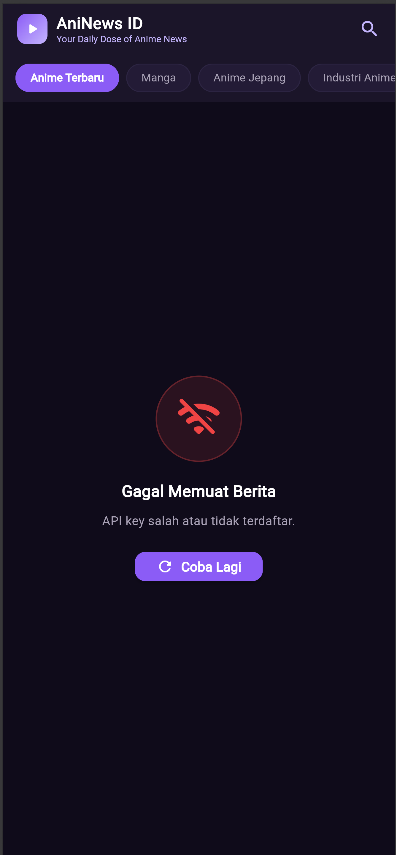 AniNews ID
Your Daily Dose of Anime News
Anime Terbaru
Manga
Anime Jepang
Industri Anime
Gagal Memuat Berita
API key salah atau tidak terdaftar.
Coba Lagi